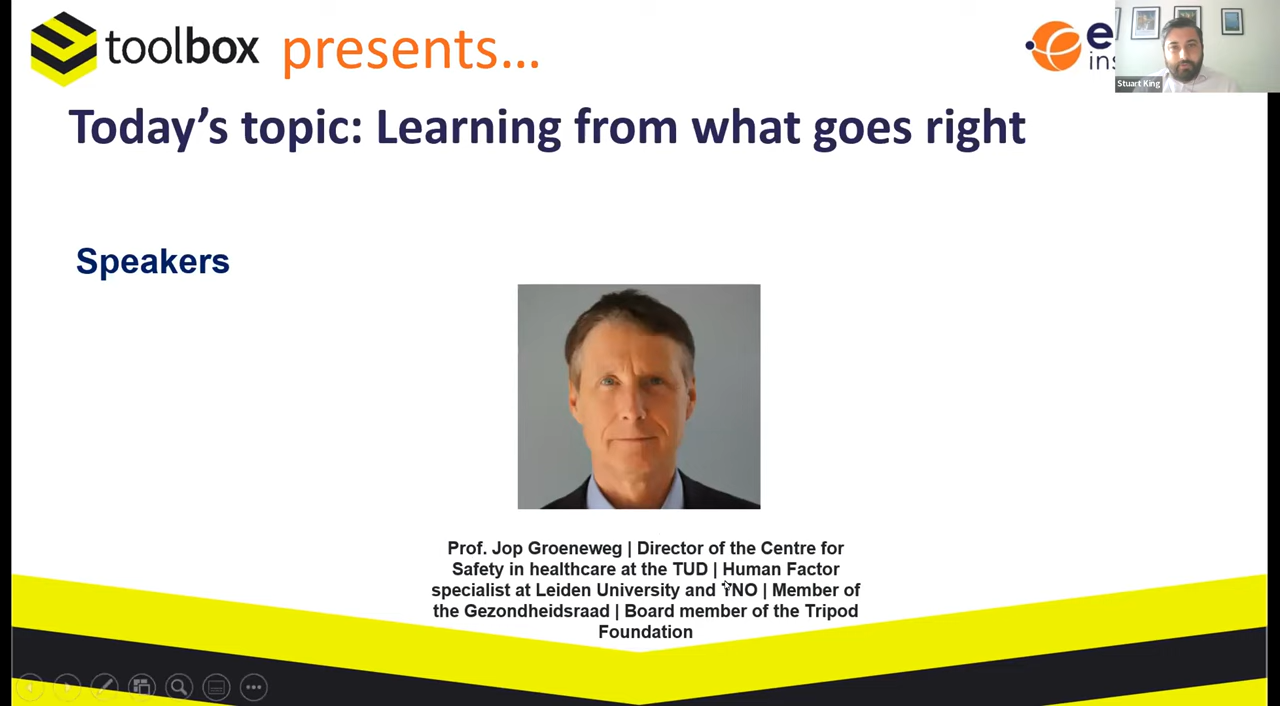 toolbox presents...
e
ins
Stuart King
Today's topic: Learning from what goes right
Speakers
Prof. Jop Groeneweg | Director of the Centre for
Safety in healthcare at the TUD | Human Factor
specialist at Leiden University and TNO | Member of
the Gezondheidsraad | Board member of the Tripod
Foundation